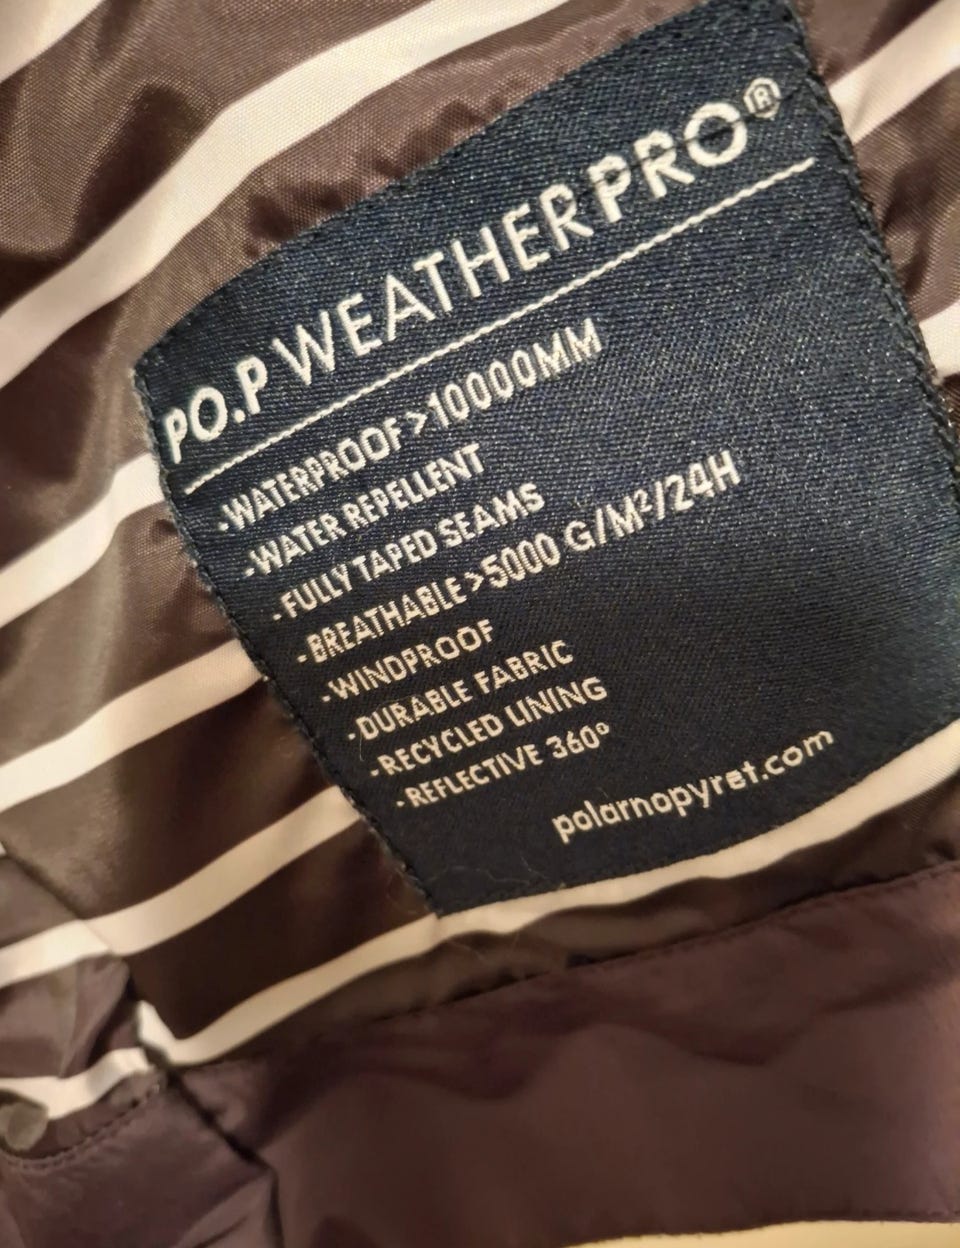 PO.P WEATHERPRO®
·WATERPROOF >10000MM
·WATER REPELLENT
·FULLY TAPED SEAMS
·BREATHABLE >5000 G/M²/24H
·WINDPROOF
·DURABLE FABRIC
·RECYCLED LINING
·REFLECTIVE 360°
polarnopyret.com